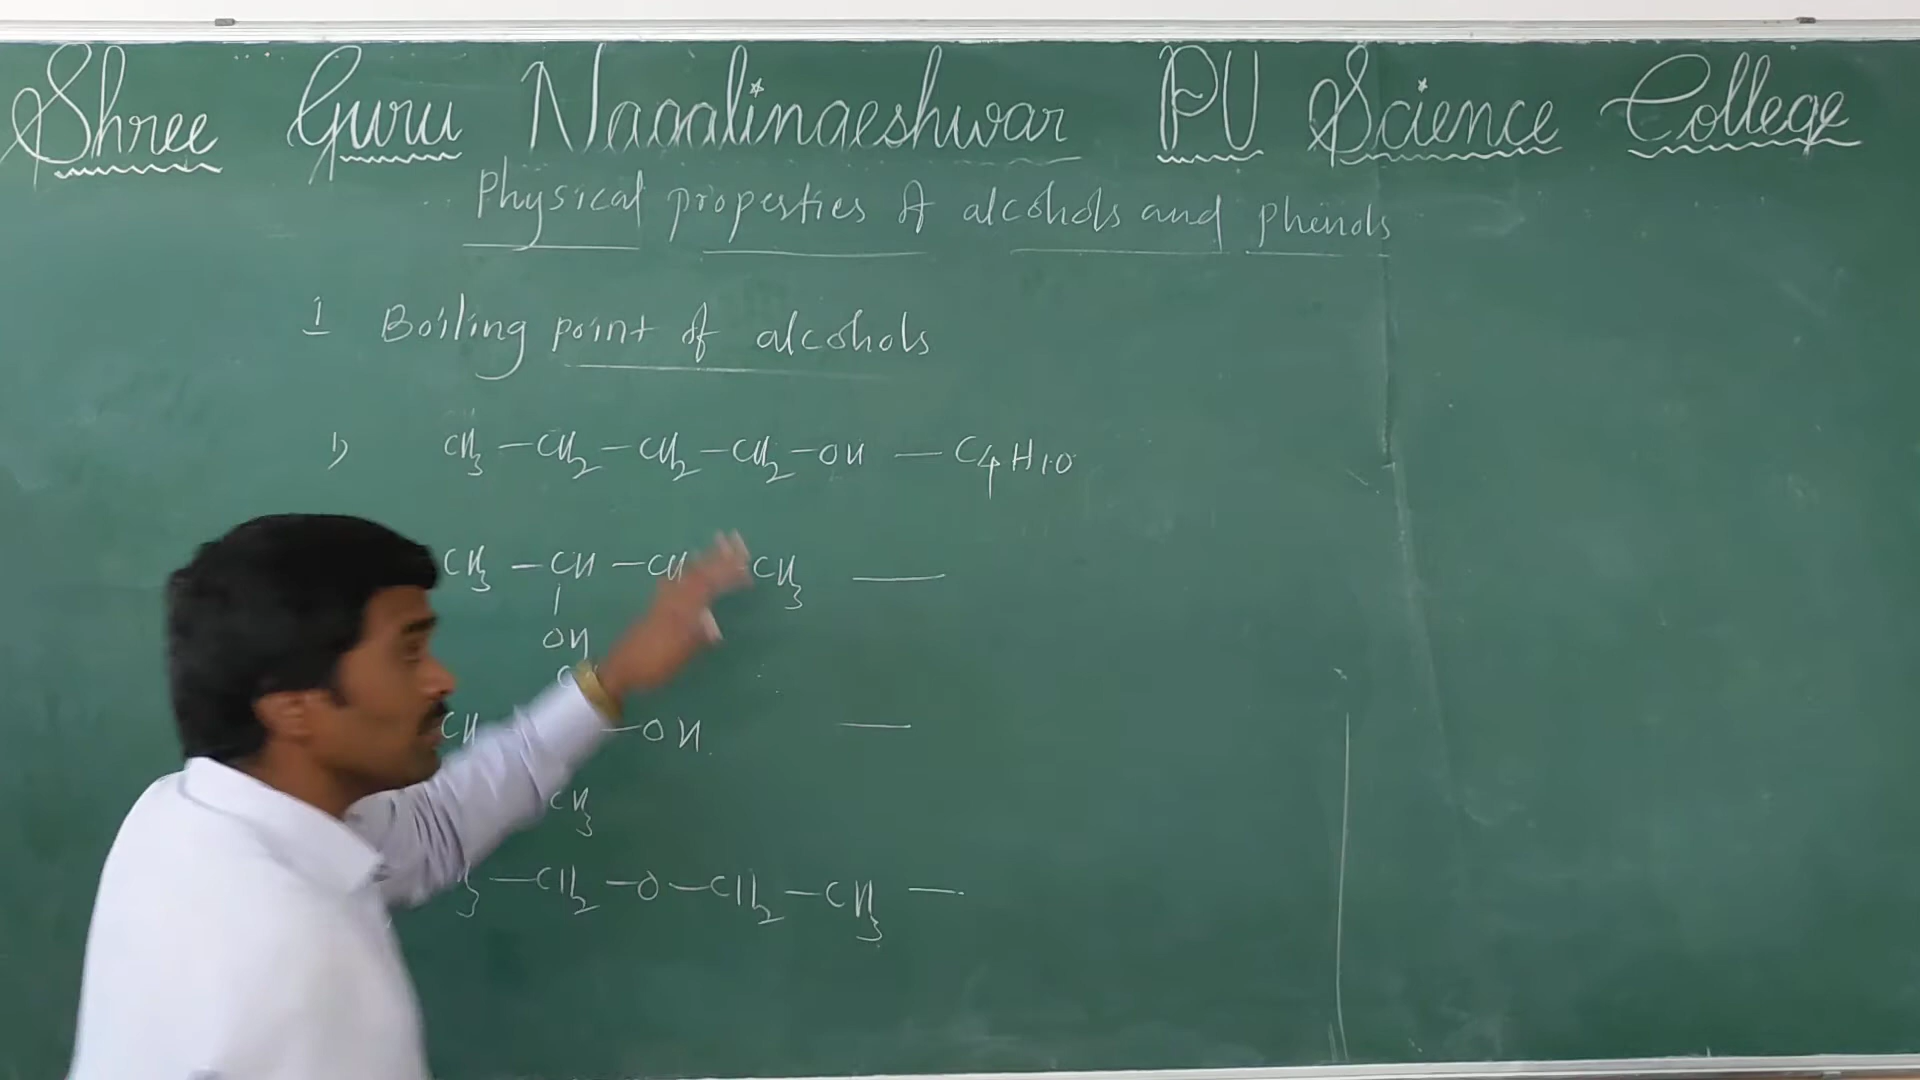 Shree Guru Nagalingeshwar PU Science College
Physical properties of alcohols and phenols
I Boiling point of alcohols
1) CH3 - CH2 - CH2 - CH2 - OH - C4H10
CH3 - CH - CH - CH3 -
|
OH
CH - OH -
CH3
3 - CH2 - O - CH2 - CH3 -